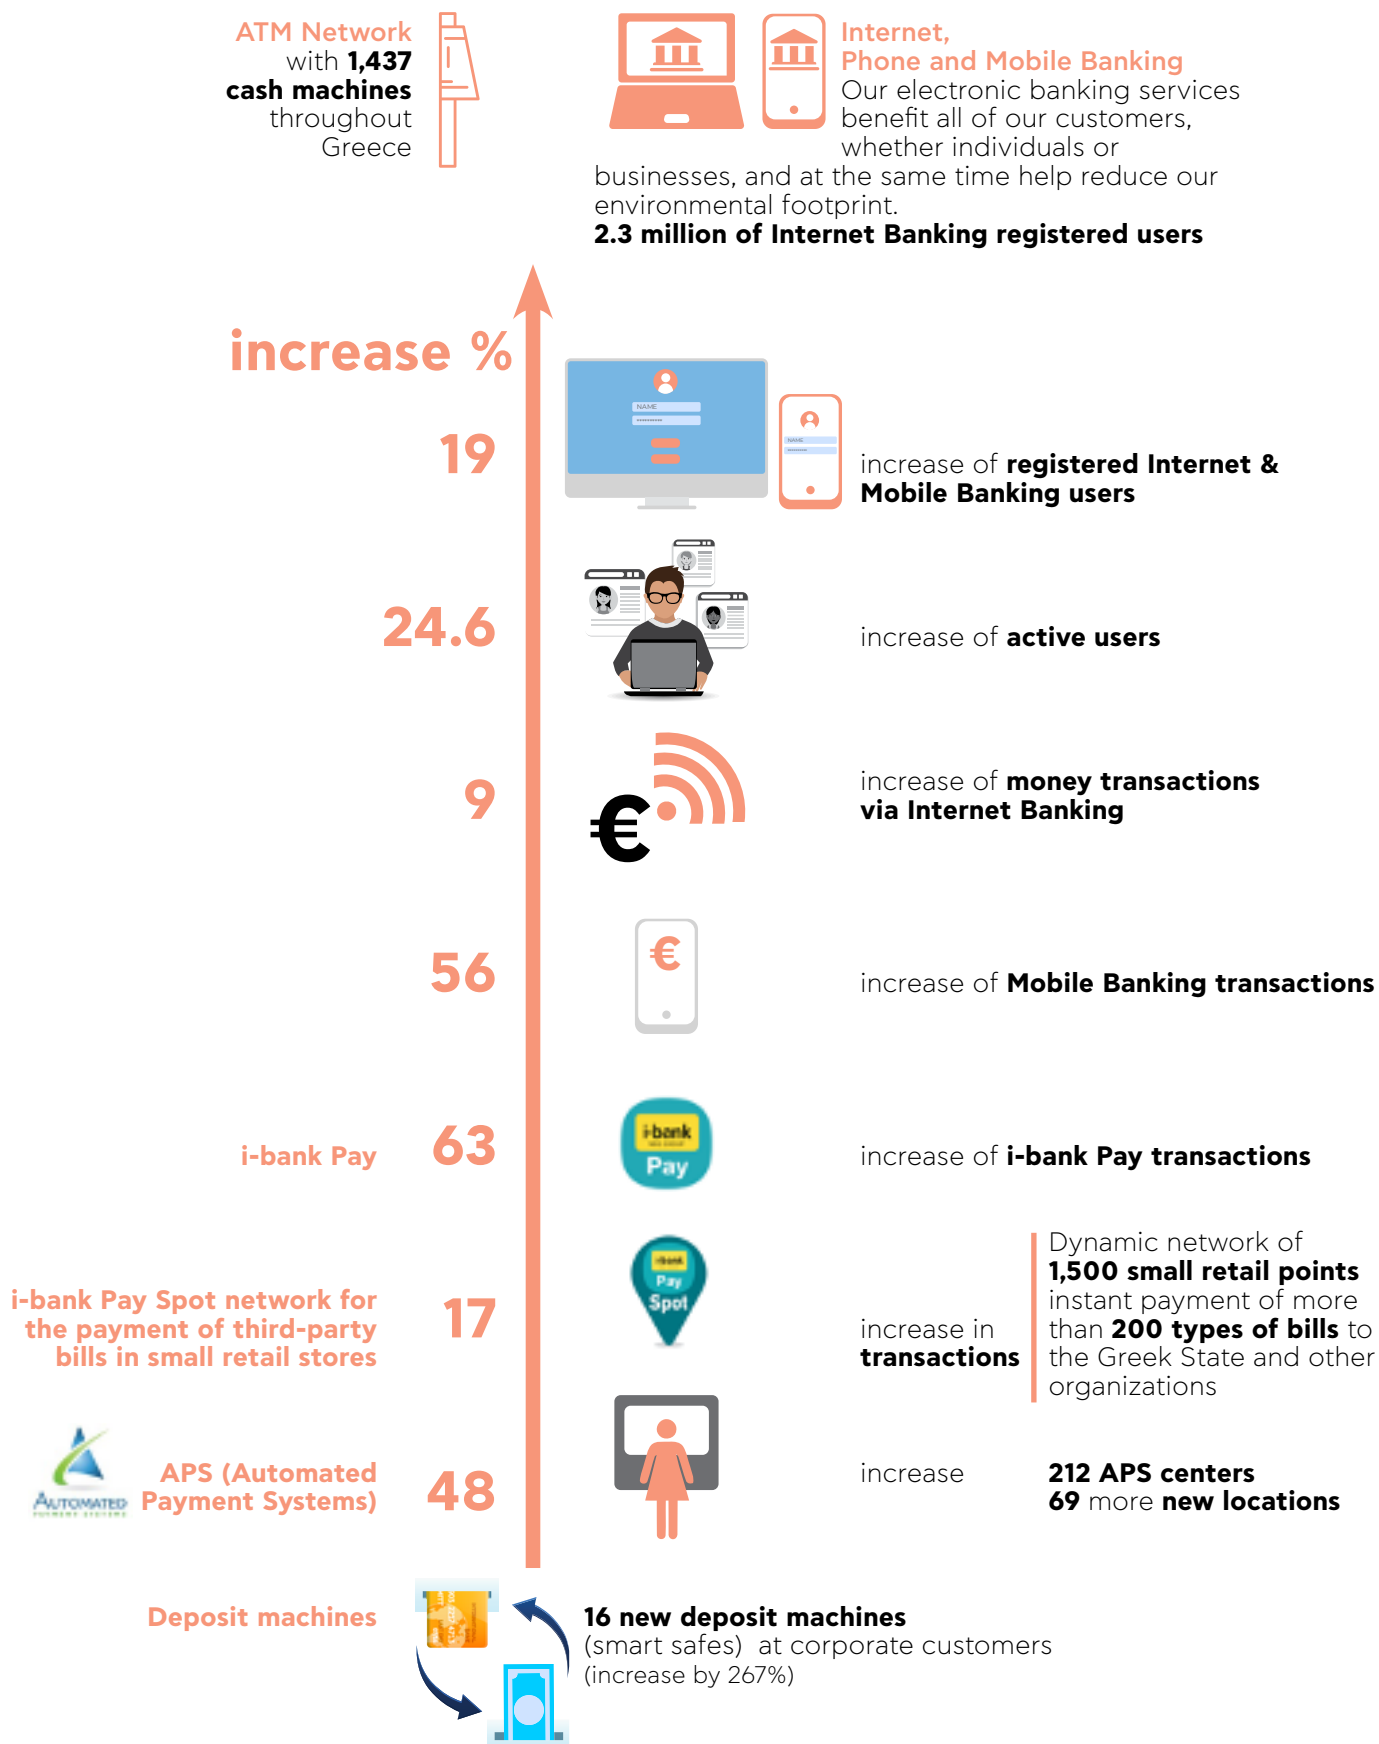 ATM Network
with 1,437
cash machines
throughout
Greece
Internet,
Phone and Mobile Banking
Our electronic banking services
benefit all of our customers,
whether individuals or
businesses, and at the same time help reduce our
environmental footprint.
2.3 million of Internet Banking registered users
increase %
19
NAME
NAME
increase of registered Internet &
Mobile Banking users
24.6
increase of active users
9
€
increase of money transactions
via Internet Banking
56
€
increase of Mobile Banking transactions
i-bank Pay
63
i-bank
Pay
increase of i-bank Pay transactions
i-bank Pay Spot network for
the payment of third-party
bills in small retail stores
17
i-bank
Pay
Spot
increase in
transactions
Dynamic network of
1,500 small retail points
instant payment of more
than 200 types of bills to
the Greek State and other
organizations
AUTOMATED
PAYMENT SYSTEMS
APS (Automated
Payment Systems)
48
increase
212 APS centers
69 more new locations
Deposit machines
16 new deposit machines
(smart safes) at corporate customers
(increase by 267%)